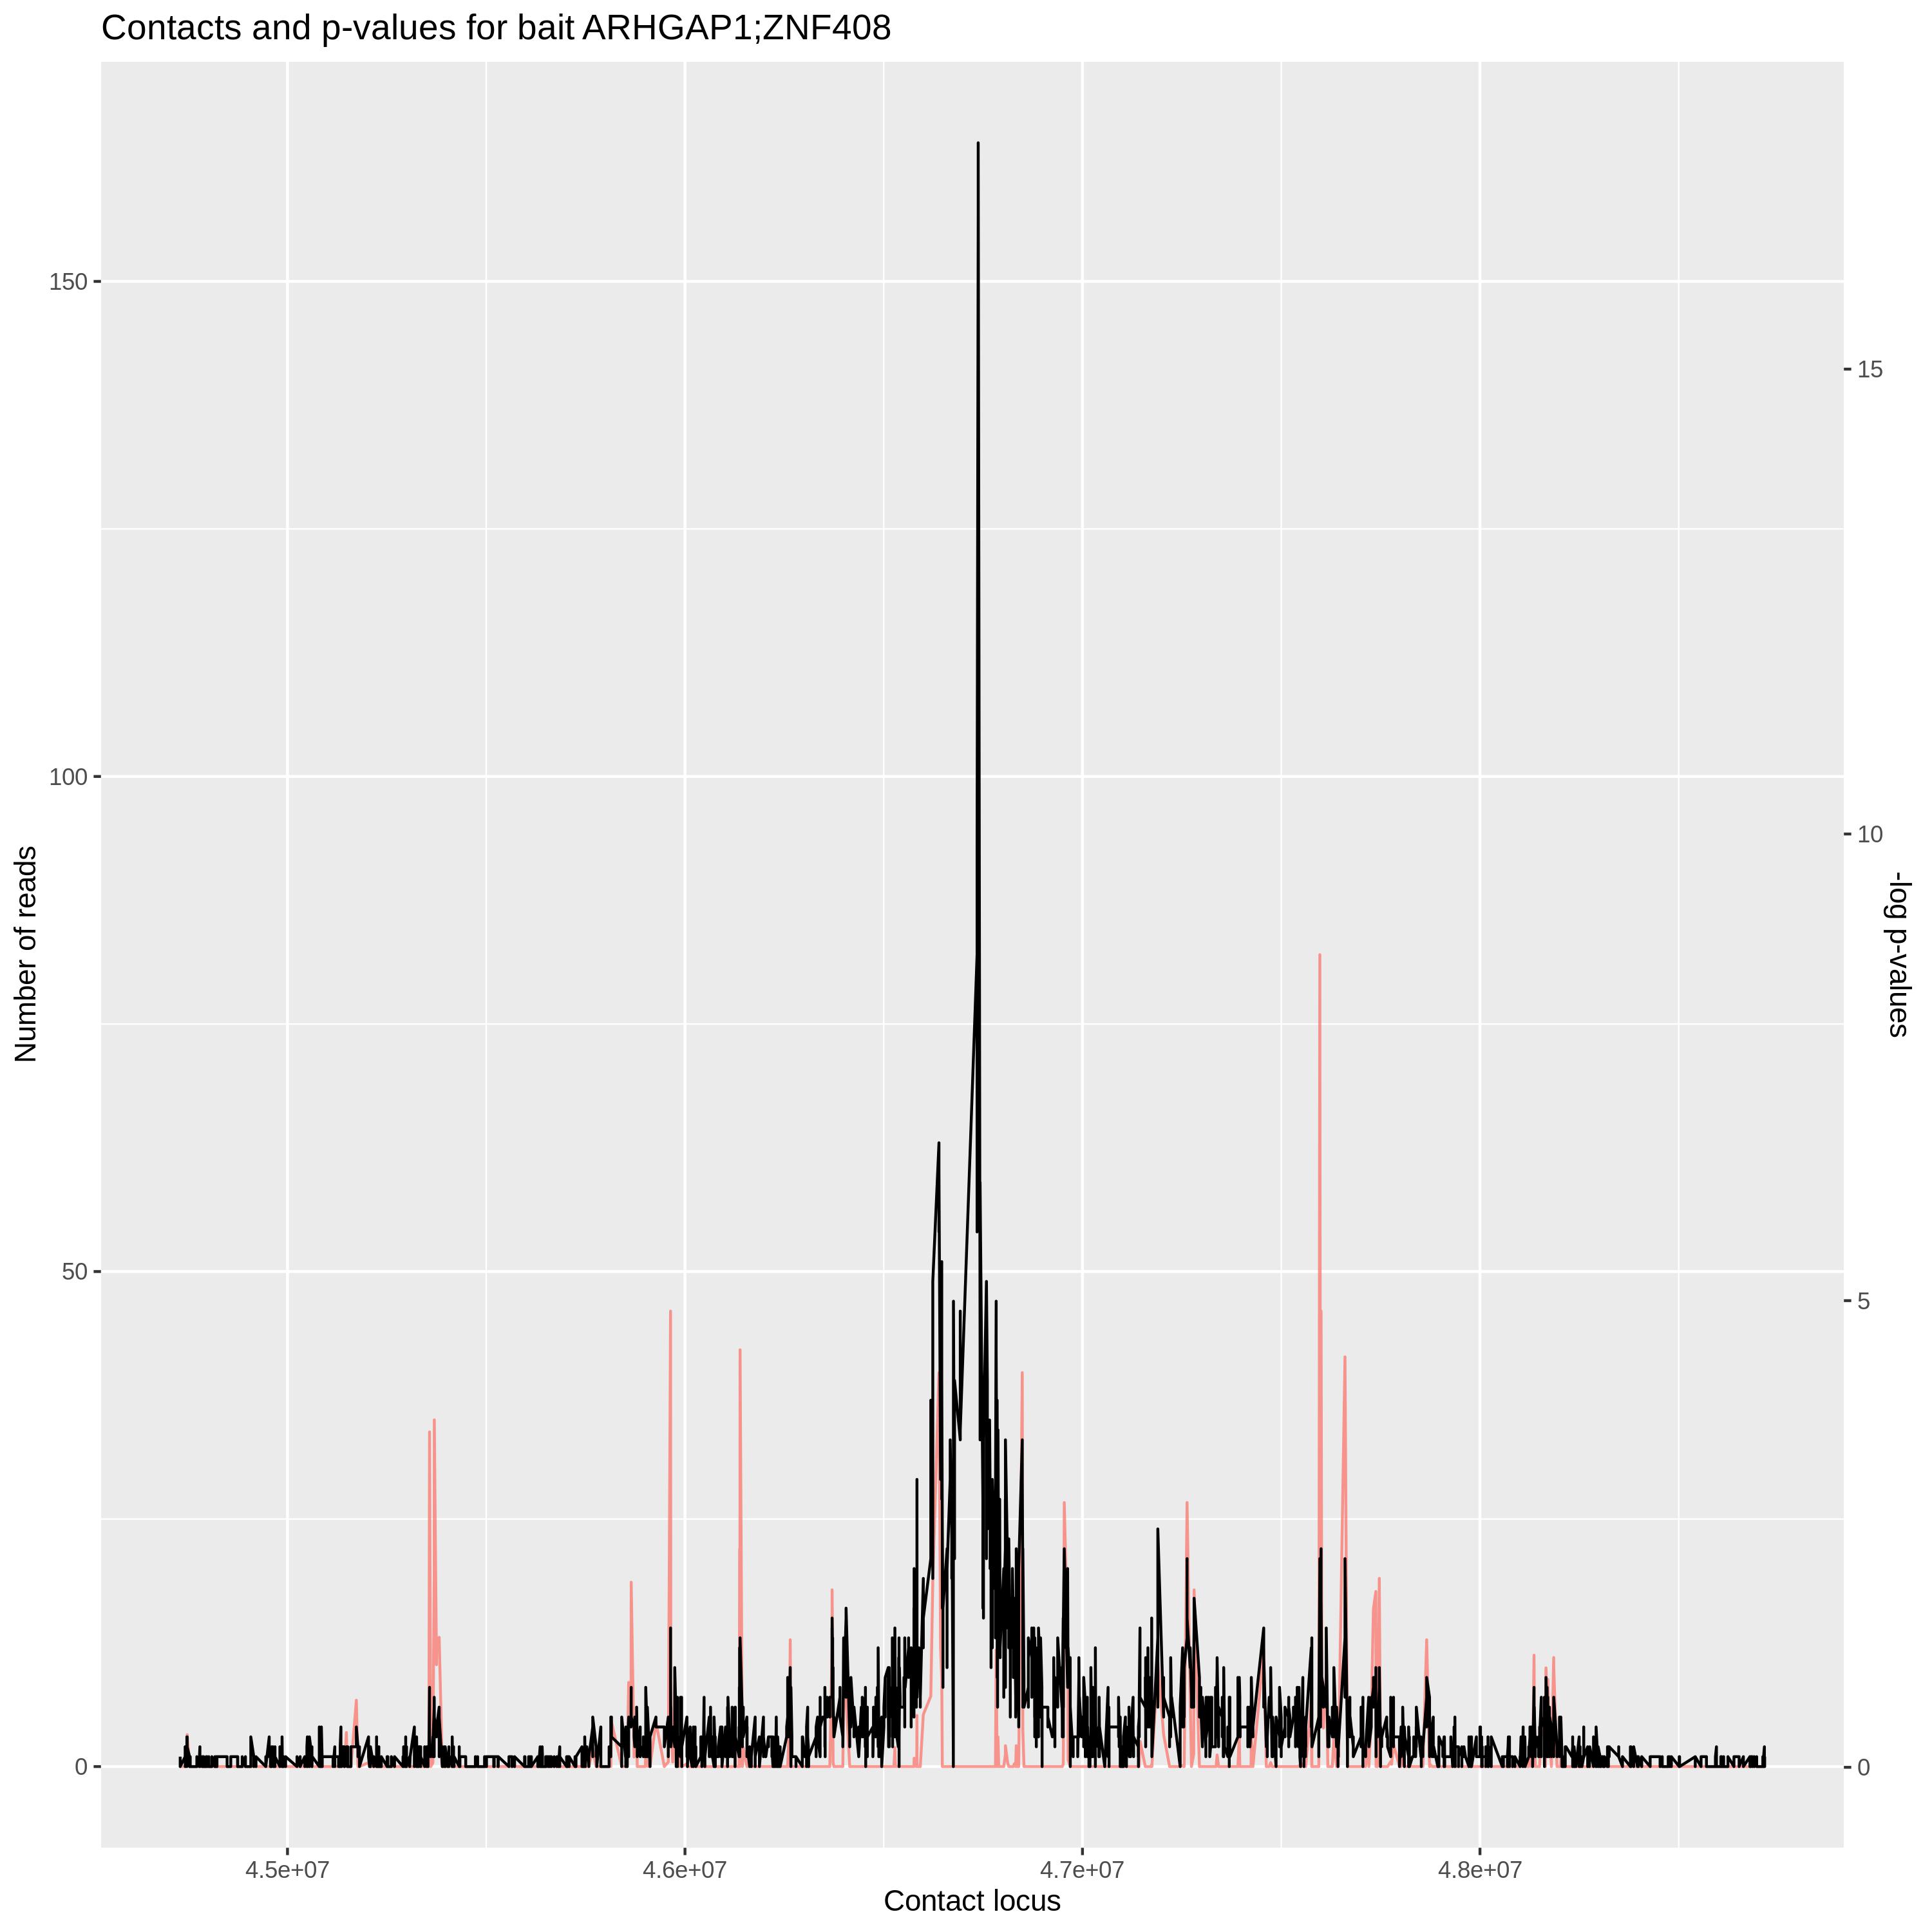 Contacts and p-values for bait ARHGAP1;ZNF408
150
100
50
0
Number of reads
15
10
5
0
-log p-values
4.5e+07
4.6e+07
4.7e+07
4.8e+07
Contact locus